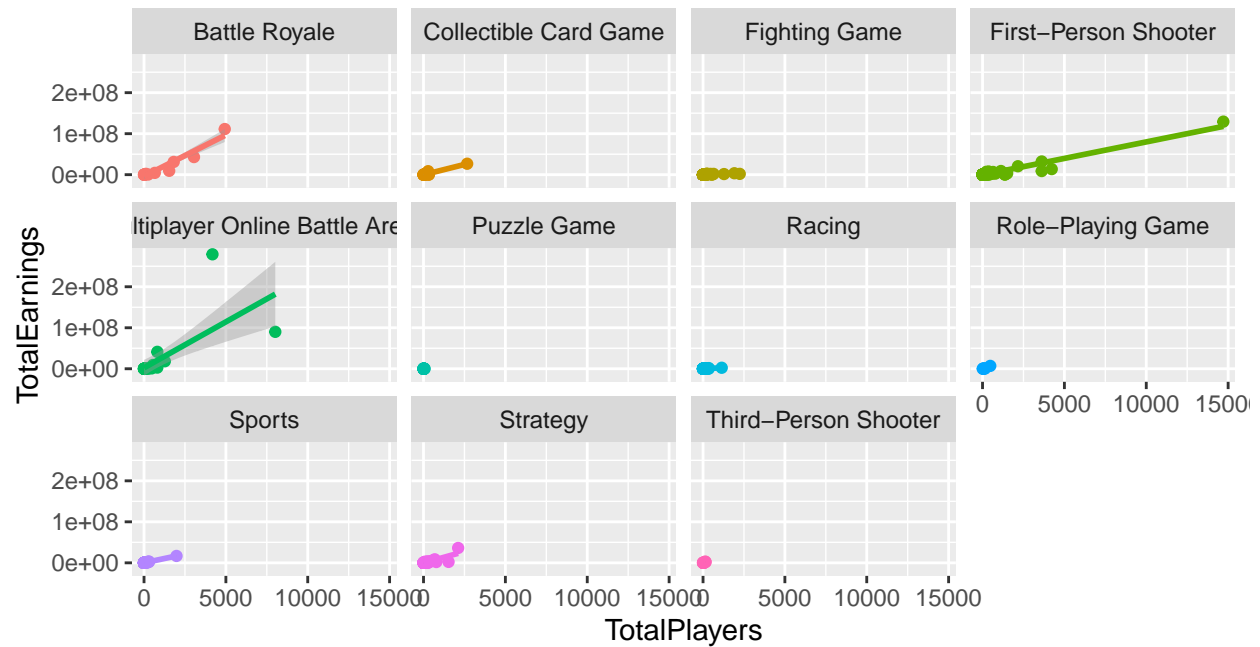 Battle Royale
Collectible Card Game
Fighting Game
First−Person Shooter
2e+08
1e+08
0e+00
ltiplayer Online Battle Are
Puzzle Game
Racing
Role−Playing Game
2e+08
1e+08
0e+00
0 5000 10000 1500
Sports
Strategy
Third−Person Shooter
2e+08
1e+08
0e+00
0 5000 10000 15000
0 5000 10000 15000
0 5000 10000 15000
TotalPlayers
TotalEarnings